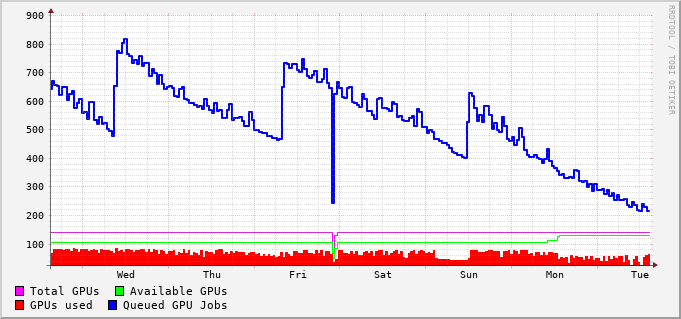 900
800
700
600
500
400
300
200
100
Wed Thu Fri Sat Sun Mon Tue
Total GPUs Available GPUs
GPUs used Queued GPU Jobs
RRDTOOL / TOBI OETIKER